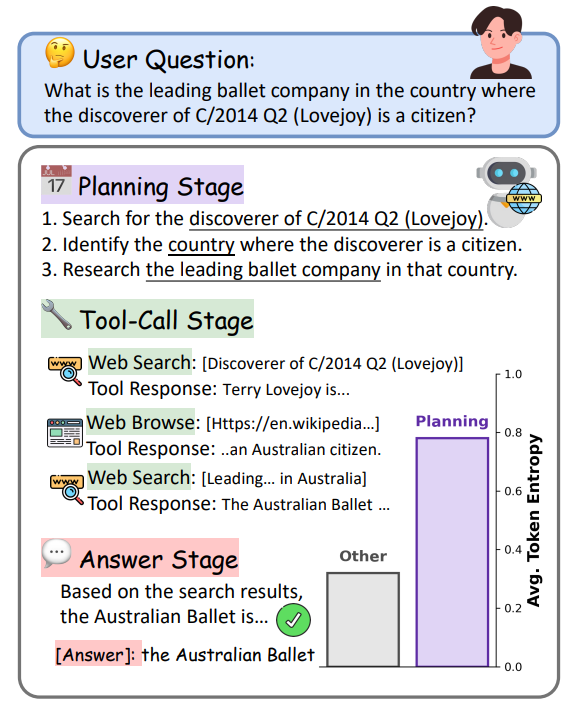 User Question:
What is the leading ballet company in the country where
the discoverer of C/2014 Q2 (Lovejoy) is a citizen?
JUL
17
Planning Stage
WWW
1. Search for the discoverer of C/2014 Q2 (Lovejoy).
2. Identify the country where the discoverer is a citizen.
3. Research the leading ballet company in that country.
Tool-Call Stage
WWW
Web Search: [Discoverer of C/2014 Q2 (Lovejoy)]
Tool Response: Terry Lovejoy is...
Web Browse: [Https://en.wikipedia…]
Tool Response: ..an Australian citizen.
WWW
Web Search: [Leading… in Australia]
Tool Response: The Australian Ballet …
Answer Stage
Based on the search results,
the Australian Ballet is…
[Answer]: the Australian Ballet
Other
Planning
1.0
0.8
0.6
0.4
0.2
0.0
Avg. Token Entropy